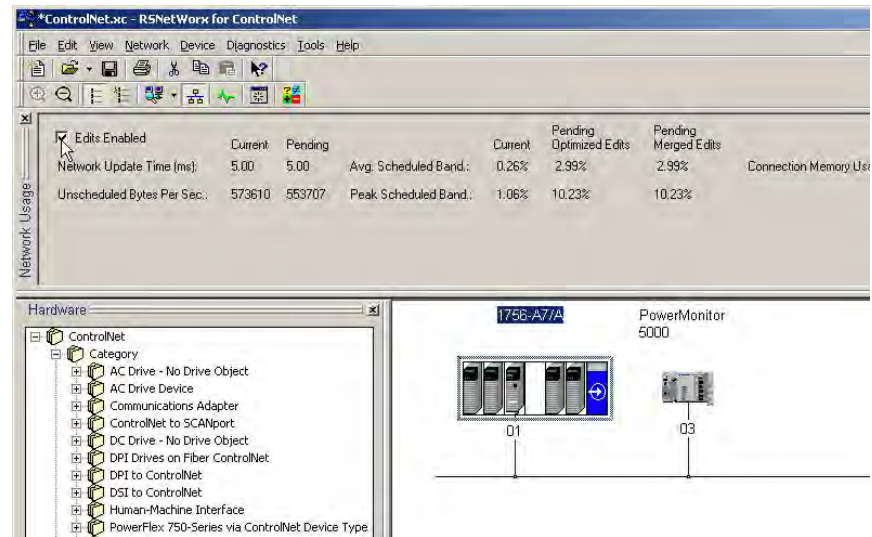 *ControlNet.xc - RSNetWorx for ControlNet
File Edit View Network Device Diagnostics Tools Help
Network Usage
Edits Enabled
Current Pending Current Pending Optimized Edits Pending Merged Edits
Network Update Time (ms): 5.00 5.00 Avg. Scheduled Band.: 0.26% 2.99% 2.99% Connection Memory Usa
Unscheduled Bytes Per Sec.: 573610 553707 Peak Scheduled Band.: 1.06% 10.23% 10.23%
Hardware
ControlNet
Category
AC Drive - No Drive Object
AC Drive Device
Communications Adapter
ControlNet to SCANport
DC Drive - No Drive Object
DPI Drives on Fiber ControlNet
DPI to ControlNet
DSI to ControlNet
Human-Machine Interface
PowerFlex 750-Series via ControlNet Device Type
1756-A7/A
PowerMonitor
5000
01
03